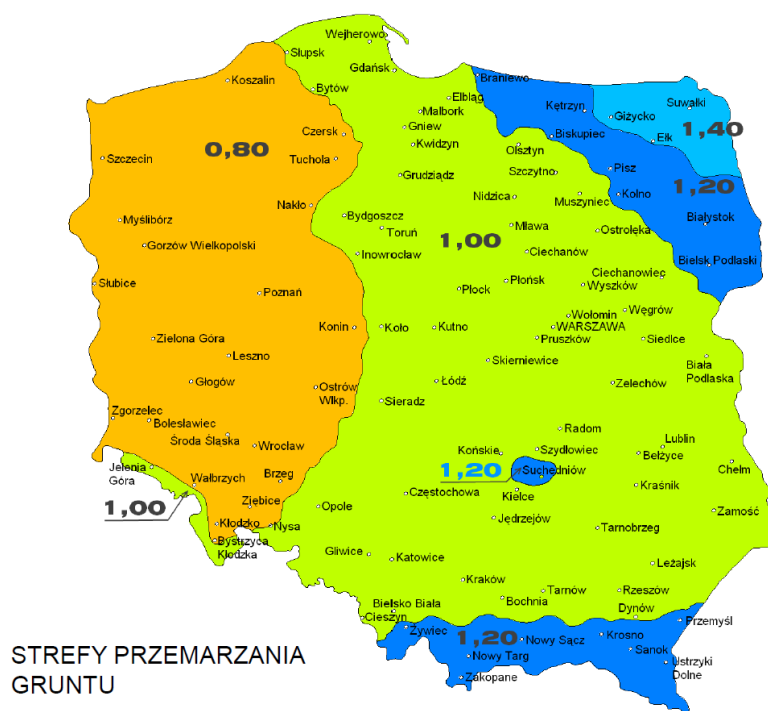 Wejherowo
Słupsk
Gdańsk
Koszalin
Bytów
Braniewo
Elbląg
Kętrzyn
Suwałki
Giżycko
Malbork
Gniew
1,40
Czersk
Biskupiec
Ełk
0,80
Kwidzyn
Olsztyn
Szczecin
Tuchola
Szczytno
Pisz
Grudziądz
1,20
Nidzica
Muszyniec
Kolno
Nakło
Myślibórz
Bydgoszcz
Białystok
Toruń
Mława
Ostrołęka
1,00
Gorzów Wielkopolski
Inowrocław
Ciechanów
Bielsk Podlaski
Ciechanowiec
Słubice
Płońsk
Wyszków
Poznań
Płock
Węgrów
Wołomin
Konin
Koło
Kutno
WARSZAWA
Zielona Góra
Pruszków
Siedlce
Leszno
Skierniewice
Biała
Podlaska
Głogów
Łódź
Żelechów
Ostrów
Wlkp.
Sieradz
Zgorzelec
Bolesławiec
Radom
Środa Śląska
Wrocław
Końskie
Szydłowiec
Lublin
Bełżyce
Jelenia
Góra
1,20
Suchedniów
Chełm
Wałbrzych
Brzeg
Kraśnik
Częstochowa
Kielce
1,00
Ziębice
Opole
Zamość
Jędrzejów
Kłodzko
Nysa
Tarnobrzeg
Bystrzyca
Kłodzka
Gliwice
Katowice
Leżajsk
Kraków
Tarnów
Rzeszów
Bielsko Biała
Bochnia
Dynów
Cieszyn
Przemyśl
Żywiec
1,20
Nowy Sącz
Krosno
Sanok
Nowy Targ
Ustrzyki
Dolne
Zakopane
STREFY PRZEMARZANIA
GRUNTU